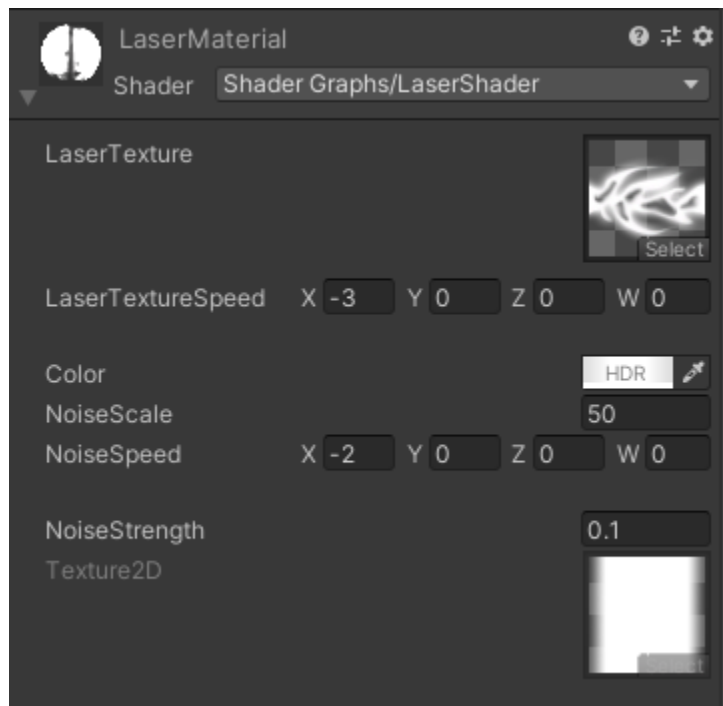 LaserMaterial
Shader Shader Graphs/LaserShader
LaserTexture
Select
LaserTextureSpeed X -3 Y 0 Z 0 W 0
Color HDR
NoiseScale 50
NoiseSpeed X -2 Y 0 Z 0 W 0
NoiseStrength 0.1
Texture2D
Select